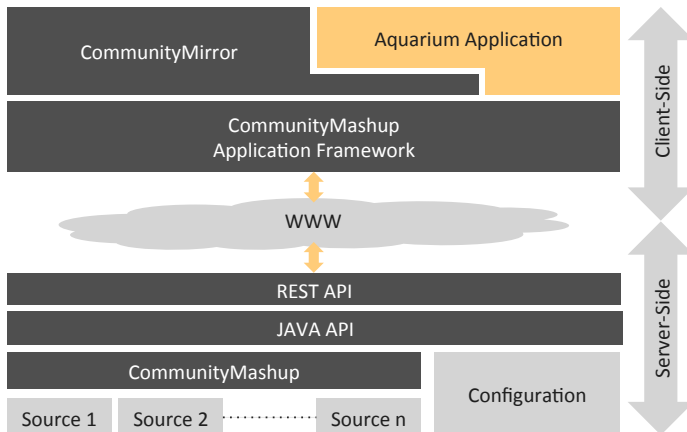 CommunityMirror
Aquarium Application
CommunityMashup
Application Framework
Client-Side
WWW
REST API
JAVA API
CommunityMashup
Configuration
Server-Side
Source 1
Source 2
Source n